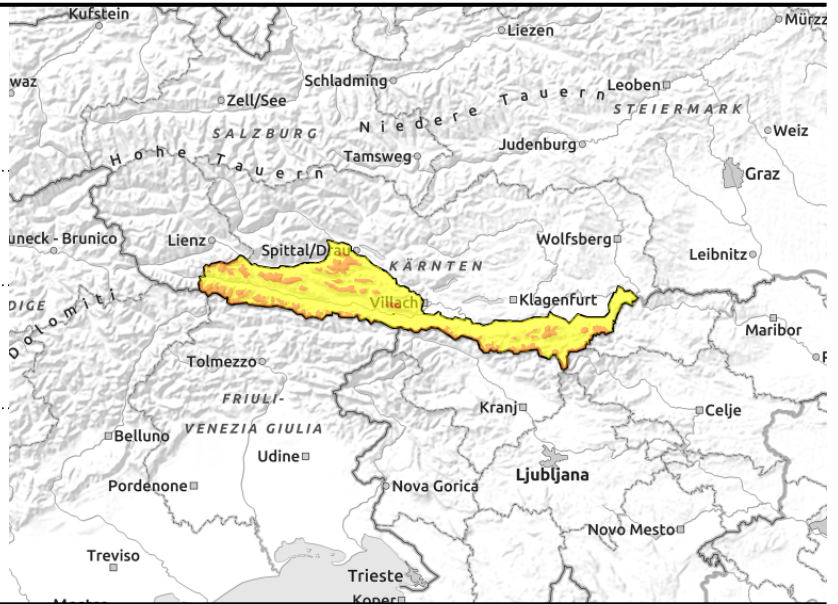 Kufstein
Mürzz
Liezen
waz
Schladming
Leoben
Zell/See
Niedere Tauern
STEIERMARK
SALZBURG
Weiz
Judenburg
Hohe Tauern
Tamsweg
Graz
uneck - Brunico
Lienz
Wolfsberg
Spittal/Drau
Leibnitz
KÄRNTEN
DIGE
Villach
Klagenfurt
Dolomiti
Maribor
Tolmezzo
P
FRIULI-
VENEZIA GIULIA
Kranj
Celje
Belluno
Udine
Ljubljana
Pordenone
Nova Gorica
Novo Mesto
Treviso
Trieste
Koper